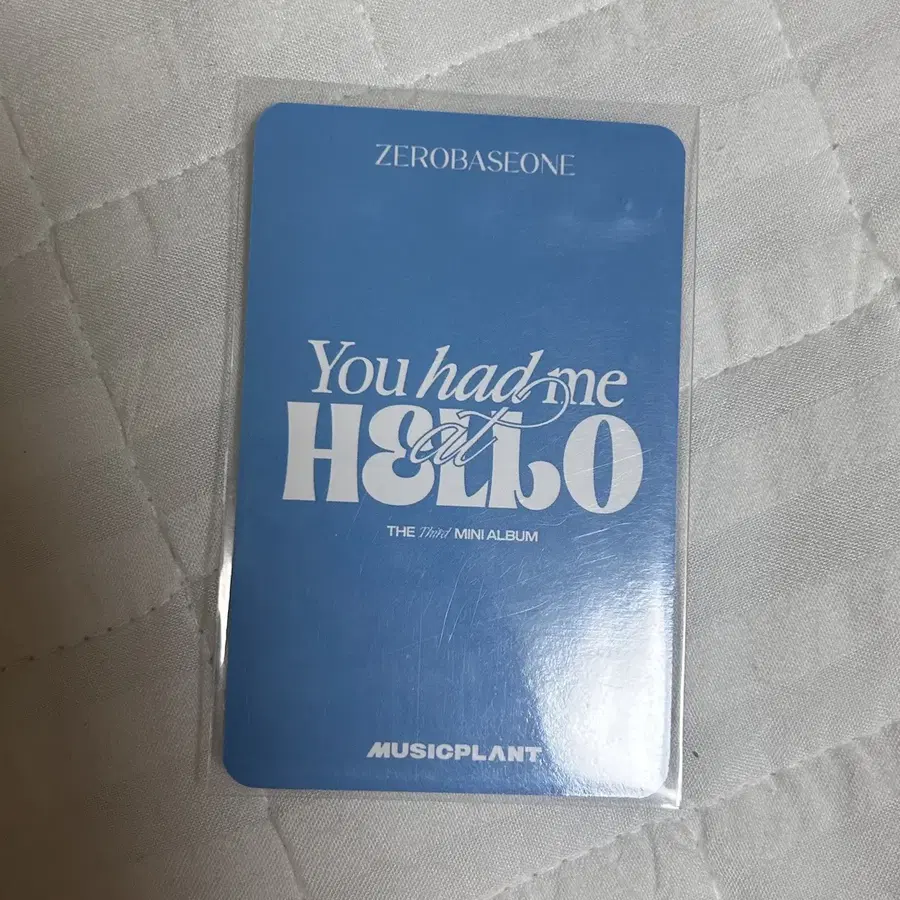 ZEROBASEONE
You had me
at
HELLO
THE Third MINI ALBUM
MUSICPLANT